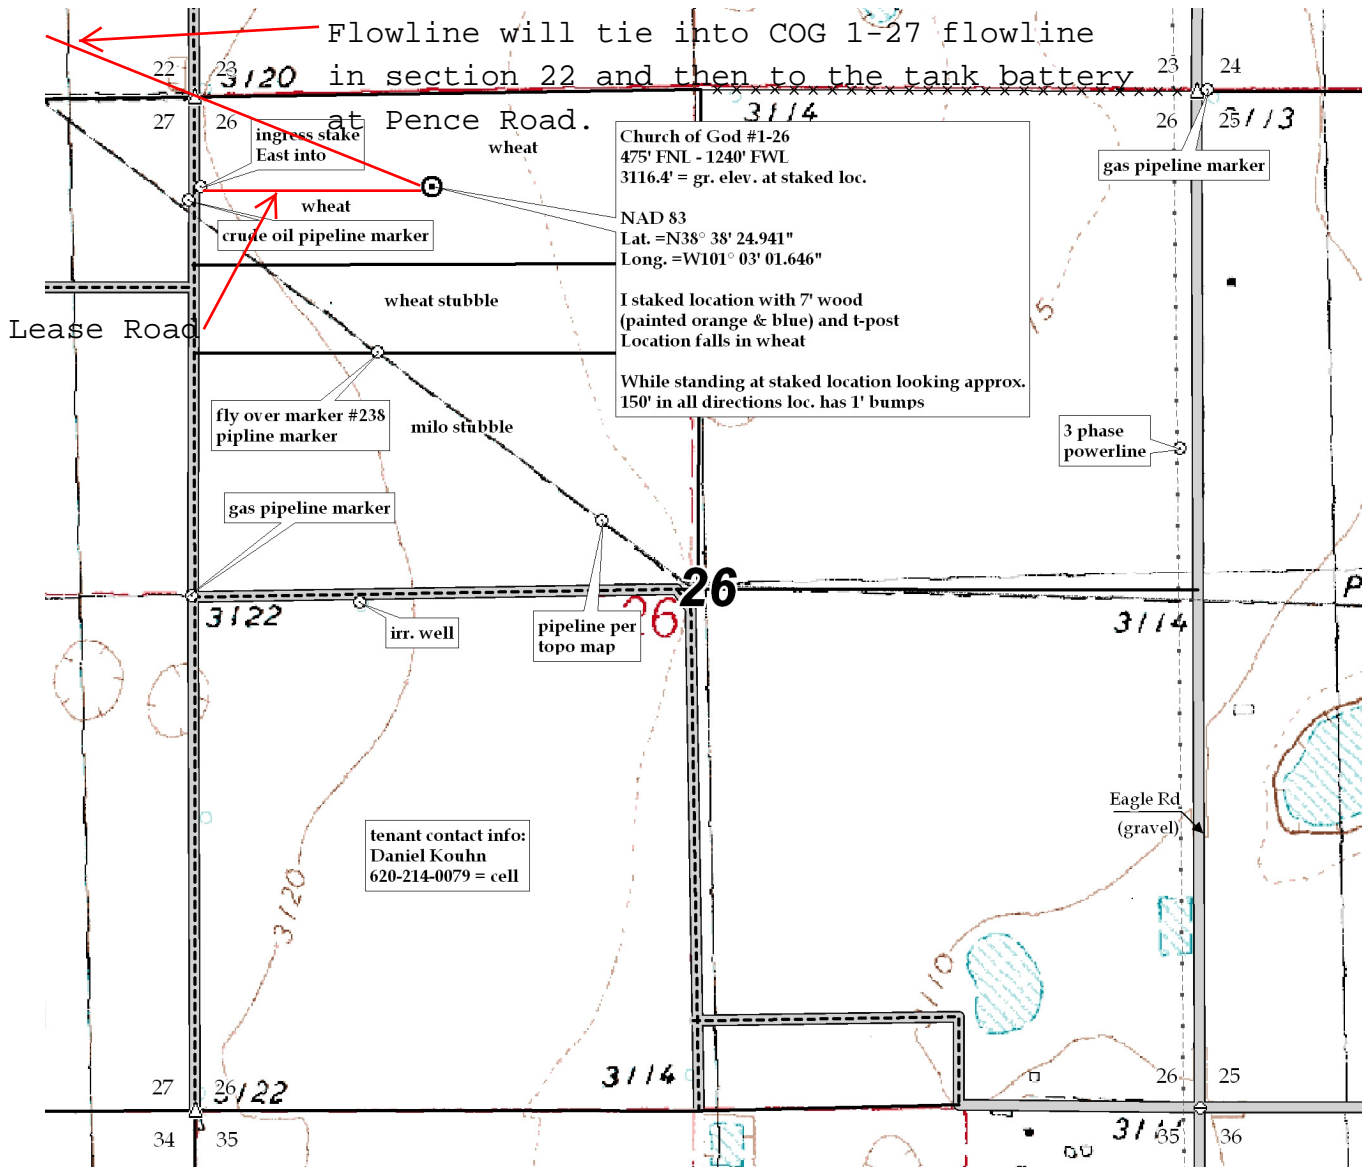 Flowline will tie into COG 1-27 flowline
in section 22 and then to the tank battery
at Pence Road.
22 23
3120
27 26
23 24
26 25
3114
3113
ingress stake
East into
wheat
gas pipeline marker
Church of God #1-26
475' FNL - 1240' FWL
3116.4' = gr. elev. at staked loc.
NAD 83
Lat. =N38° 38' 24.941"
Long. =W101° 03' 01.646"
I staked location with 7' wood
(painted orange & blue) and t-post
Location falls in wheat
While standing at staked location looking approx.
150' in all directions loc. has 1' bumps
wheat
crude oil pipeline marker
wheat stubble
Lease Road
15
fly over marker #238
pipline marker
milo stubble
3 phase
powerline
gas pipeline marker
26
26
P
3122
3114
irr. well
pipeline per
topo map
Eagle Rd
(gravel)
tenant contact info:
Daniel Kouhn
620-214-0079 = cell
3120
3110
3114
27 26
3122
34 35
26 25
35 36